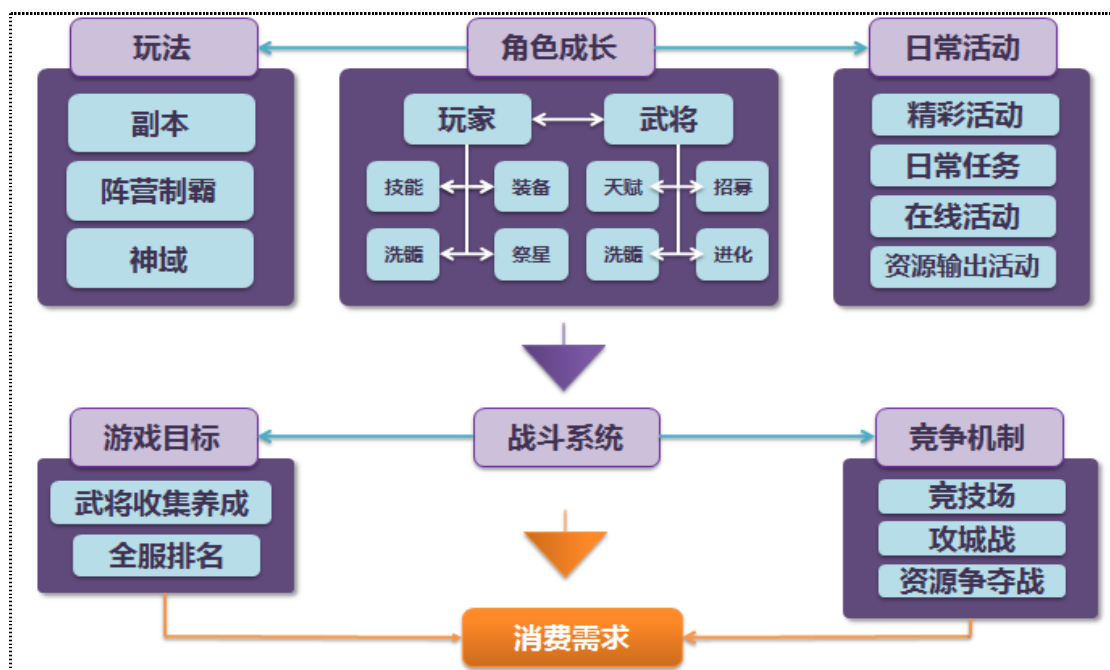 玩法
角色成长
日常活动
副本
阵营制霸
神域
玩家
武将
技能
装备
天赋
招募
洗髓
祭星
洗髓
进化
精彩活动
日常任务
在线活动
资源输出活动
游戏目标
战斗系统
竞争机制
武将收集养成
全服排名
竞技场
攻城战
资源争夺战
消费需求